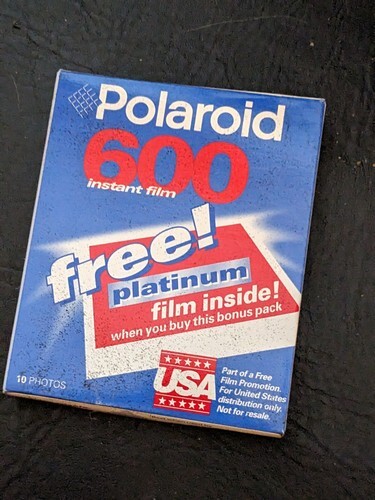 Polaroid
600
instant film
free!
platinum
film inside!
when you buy this bonus pack
10 PHOTOS
USA
Part of a Free
Film Promotion.
For United States
distribution only.
Not for resale.